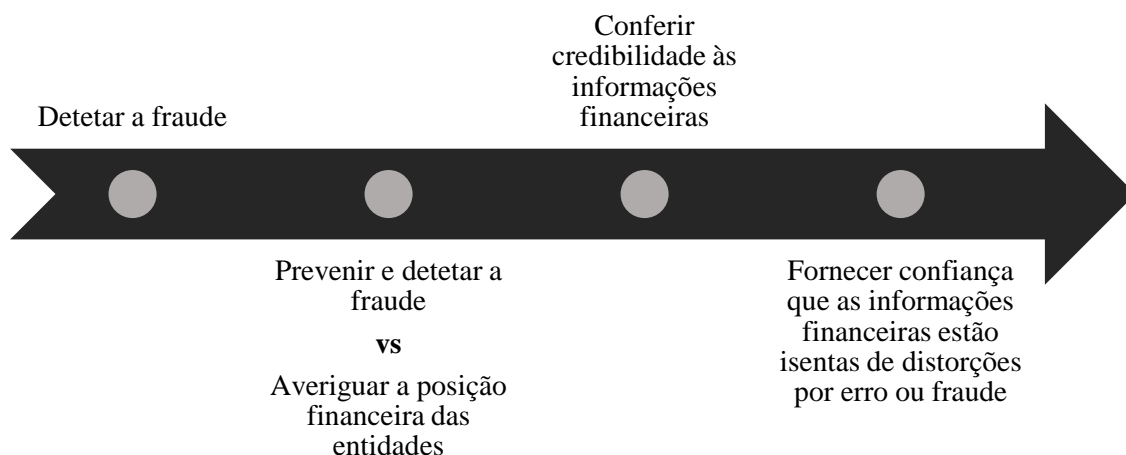 Detetar a fraude
Prevenir e detetar a
fraude
vs
Averiguar a posição
financeira das
entidades
Conferir
credibilidade às
informações
financeiras
Fornecer confiança
que as informações
financeiras estão
isentas de distorções
por erro ou fraude